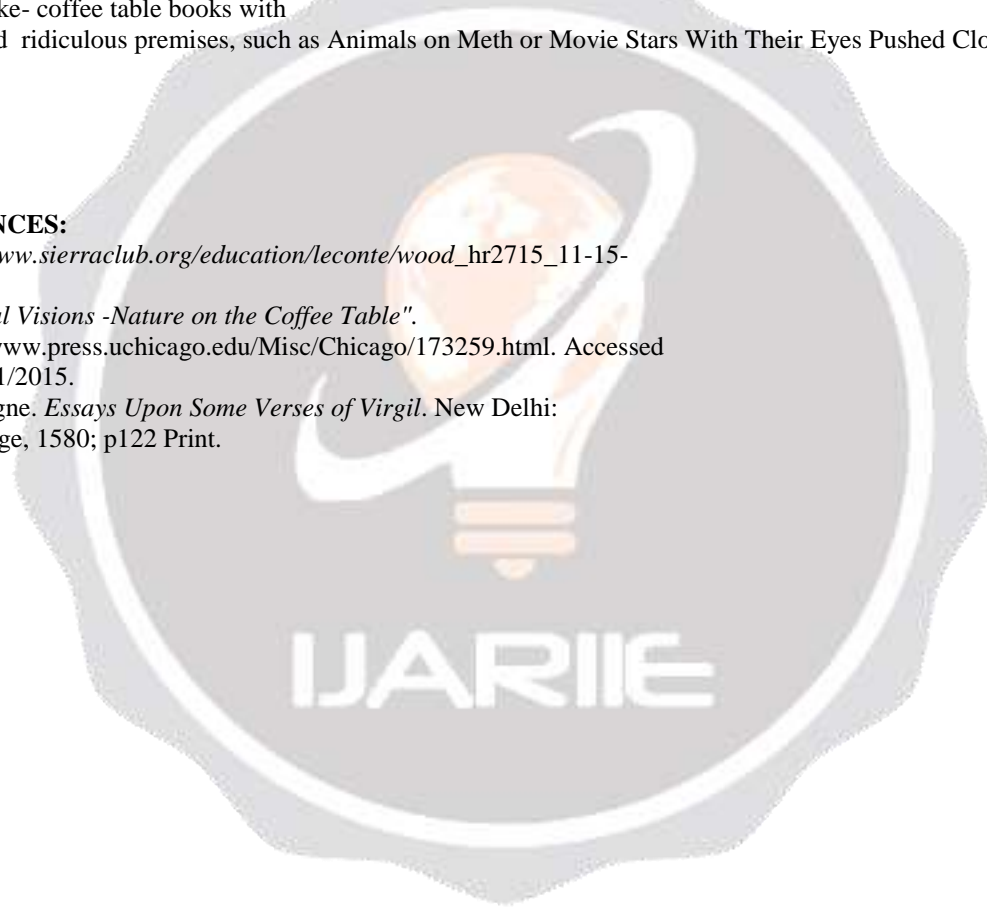 ke- coffee table books with
d ridiculous premises, such as Animals on Meth or Movie Stars With Their Eyes Pushed Clo
NCES:
ww.sierraclub.org/education/leconte/wood_hr2715_11-15-
al Visions -Nature on the Coffee Table".
www.press.uchicago.edu/Misc/Chicago/173259.html. Accessed
1/2015.
gne. Essays Upon Some Verses of Virgil. New Delhi:
ge, 1580; p122 Print.
IJARIIE